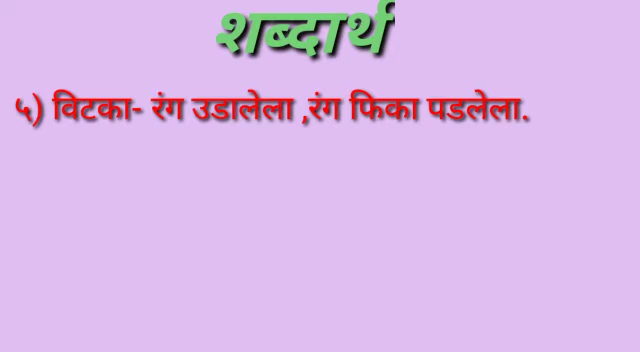 शब्दार्थ
५) विटका- रंग उडालेला ,रंग फिका पडलेला.